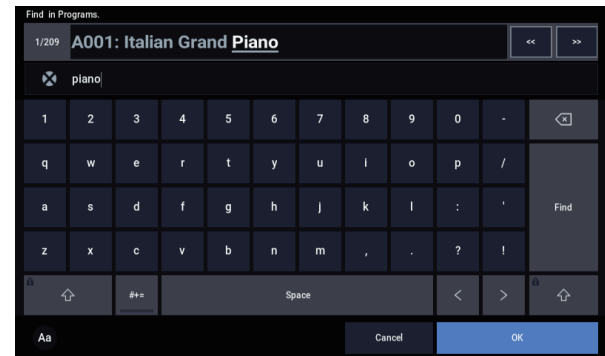 Find in Programs.
1/209 A001: Italian Grand Piano << >>
piano
1 2 3 4 5 6 7 8 9 0 -
q w e r t y u i o p /
a s d f g h j k l : ' Find
z x c v b n m , . ? !
#+= Space < >
Aa Cancel OK